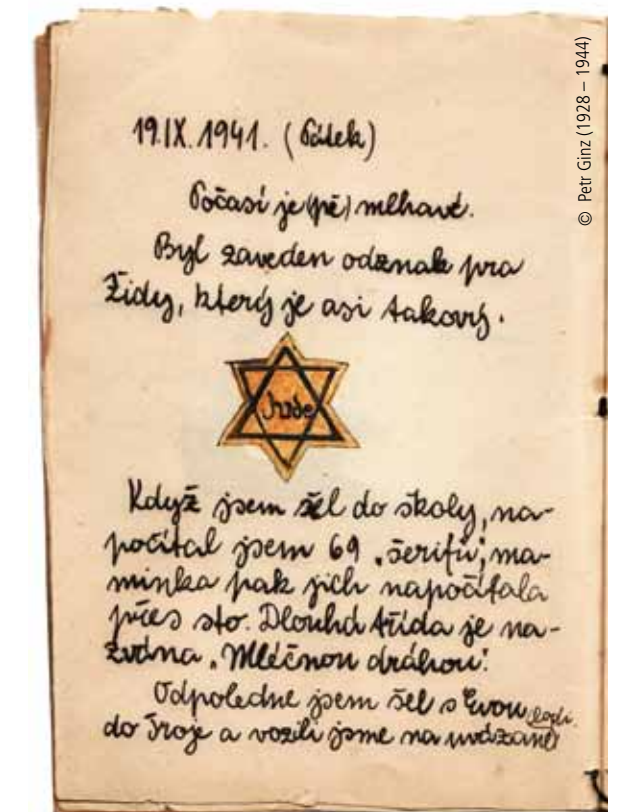 19.IX.1941. (Pátek)
Počasí je (pě) mlhavé.
Byl zaveden odznak pro
Židy, který je asi takový.
Jude
Když jsem šel do školy, na-
počítal jsem 69 „šerifů“, ma-
minka pak jich napočítala
přes sto. Dlouhá třída je na-
zvána „Mléčnou dráhou“.
Odpoledne jsem šel s Evou
do Troje a vozili jsme na uvázané
© Petr Ginz (1928 – 1944)